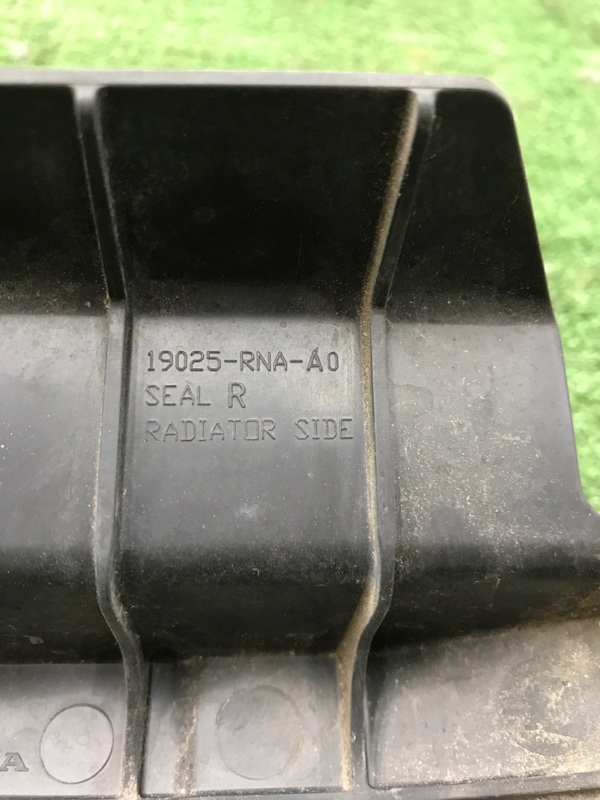 19025-RNA-A0
SEAL R
RADIATOR SIDE
A